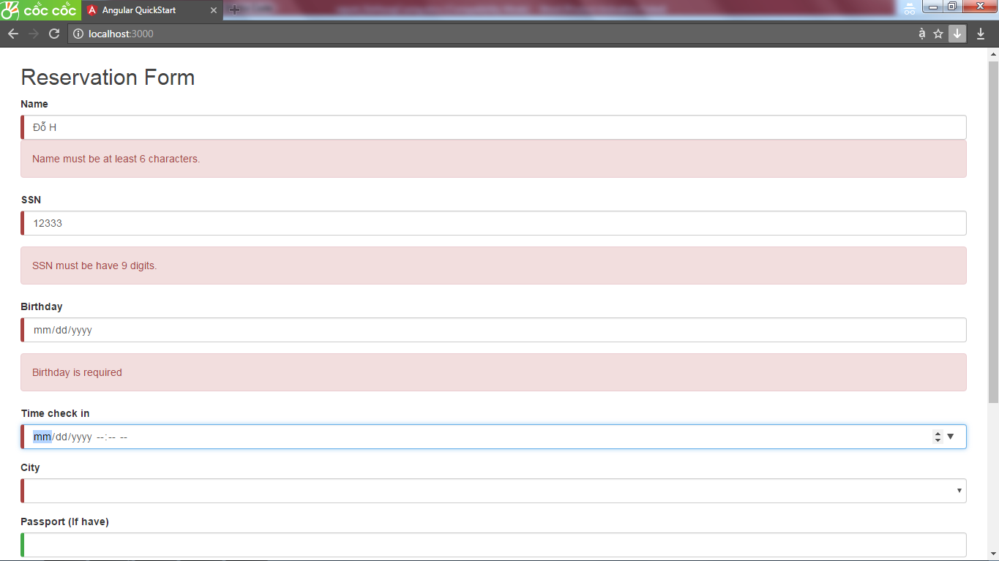 cốc cốc
Angular QuickStart
localhost:3000
ạ
Reservation Form
Name
Đỗ H
Name must be at least 6 characters.
SSN
12333
SSN must be have 9 digits.
Birthday
mm/dd/yyyy
Birthday is required
Time check in
mm/dd/yyyy --:-- --
City
Passport (If have)